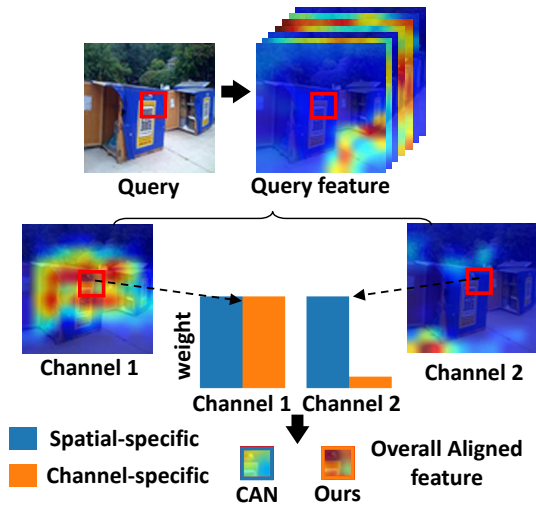 Query
Query feature
Channel 1
Channel 2
weight
Channel 1
Channel 2
Spatial-specific
Channel-specific
CAN
Ours
Overall Aligned
feature